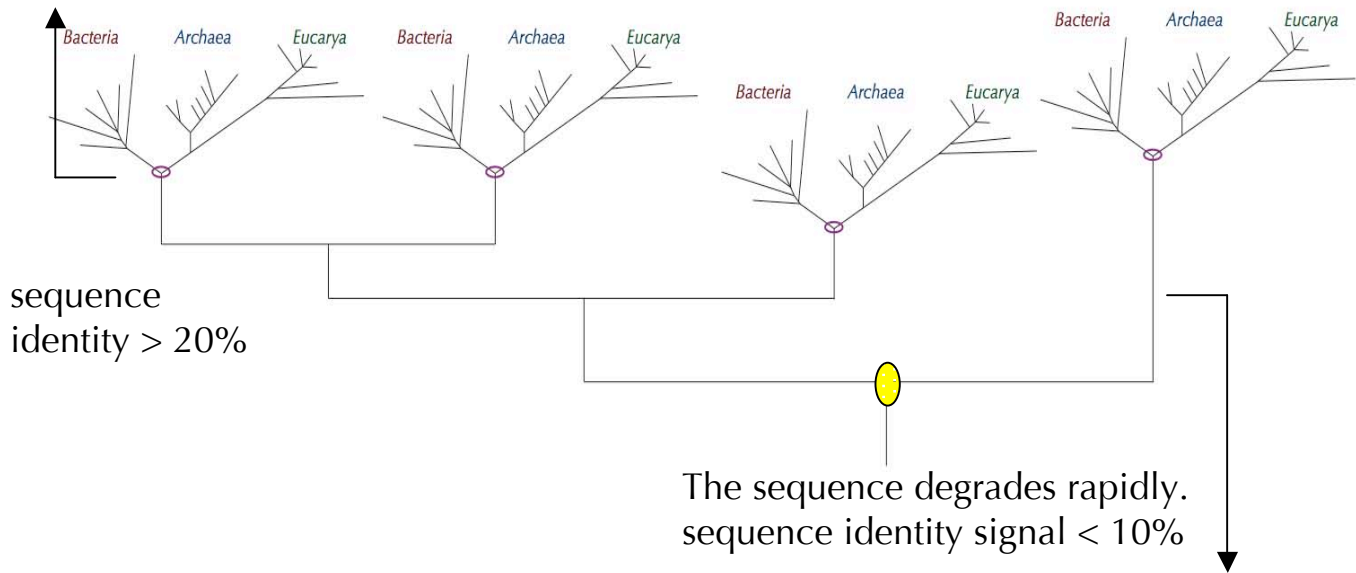 Bacteria Archaea Eucarya
Bacteria Archaea Eucarya
Bacteria Archaea Eucarya
Bacteria Archaea Eucarya
sequence
identity > 20%
The sequence degrades rapidly.
sequence identity signal < 10%